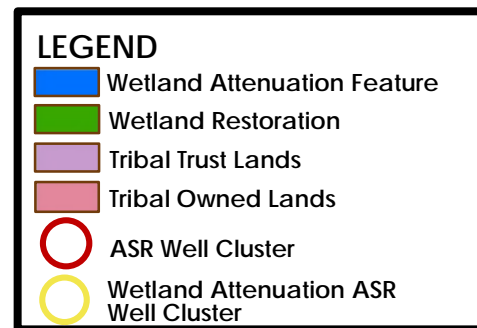 LEGEND
Wetland Attenuation Feature
Wetland Restoration
Tribal Trust Lands
Tribal Owned Lands
ASR Well Cluster
Wetland Attenuation ASR
Well Cluster